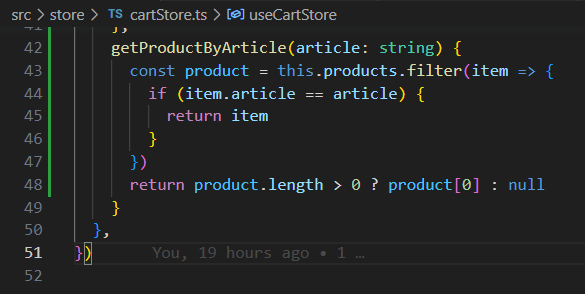 src > store > TS cartStore.ts > useCartStore
41 },
42 getProductByArticle(article: string) {
43 const product = this.products.filter(item => {
44 if (item.article == article) {
45 return item
46 }
47 })
48 return product.length > 0 ? product[0] : null
49 }
50 },
51 }) You, 19 hours ago • 1 …
52